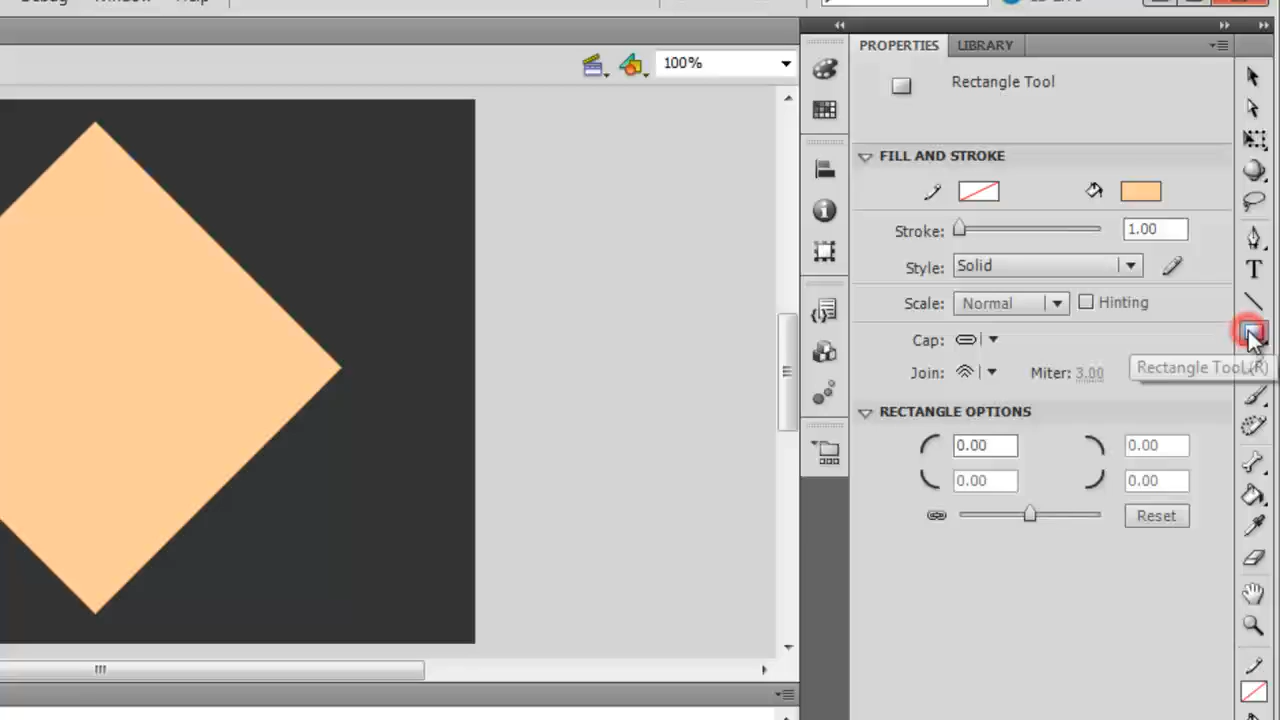 100%
PROPERTIES
LIBRARY
Rectangle Tool
FILL AND STROKE
Stroke:
1.00
Style:
Solid
Scale:
Normal
Hinting
Cap:
Join:
Miter: 3.00
Rectangle Tool (R)
RECTANGLE OPTIONS
0.00
0.00
0.00
0.00
Reset